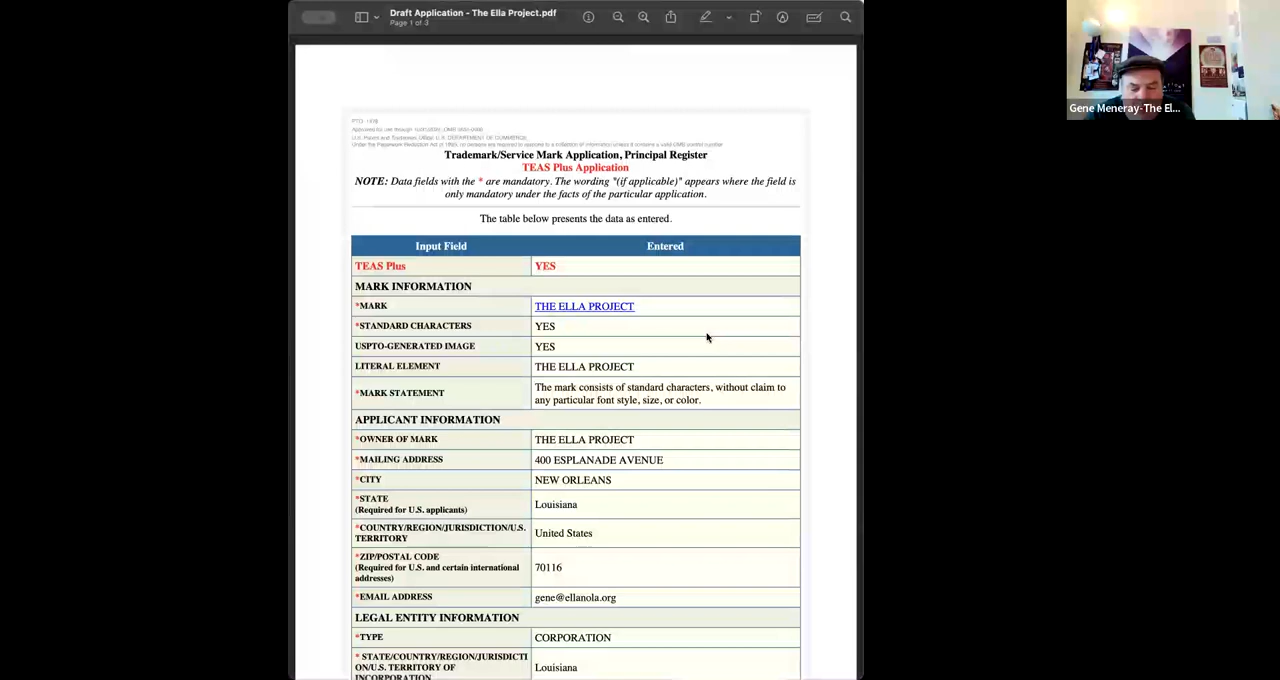 Draft Application - The Ella Project.pdf
Page 1 of 3
Gene Meneray-The El...
Trademark/Service Mark Application, Principal Register
TEAS Plus Application
NOTE: Data fields with the * are mandatory. The wording "(if applicable)" appears where the field is
only mandatory under the facts of the particular application.
The table below presents the data as entered.
Input Field Entered
TEAS Plus YES
MARK INFORMATION
*MARK THE ELLA PROJECT
*STANDARD CHARACTERS YES
USPTO-GENERATED IMAGE YES
LITERAL ELEMENT THE ELLA PROJECT
*MARK STATEMENT The mark consists of standard characters, without claim to
any particular font style, size, or color.
APPLICANT INFORMATION
*OWNER OF MARK THE ELLA PROJECT
*MAILING ADDRESS 400 ESPLANADE AVENUE
*CITY NEW ORLEANS
*STATE
(Required for U.S. applicants) Louisiana
*COUNTRY/REGION/JURISDICTION/U.S.
TERRITORY United States
*ZIP/POSTAL CODE
(Required for U.S. and certain international
addresses) 70116
*EMAIL ADDRESS gene@ellanola.org
LEGAL ENTITY INFORMATION
*TYPE CORPORATION
* STATE/COUNTRY/REGION/JURISDICTI
ON/U.S. TERRITORY OF
INCORPORATION Louisiana